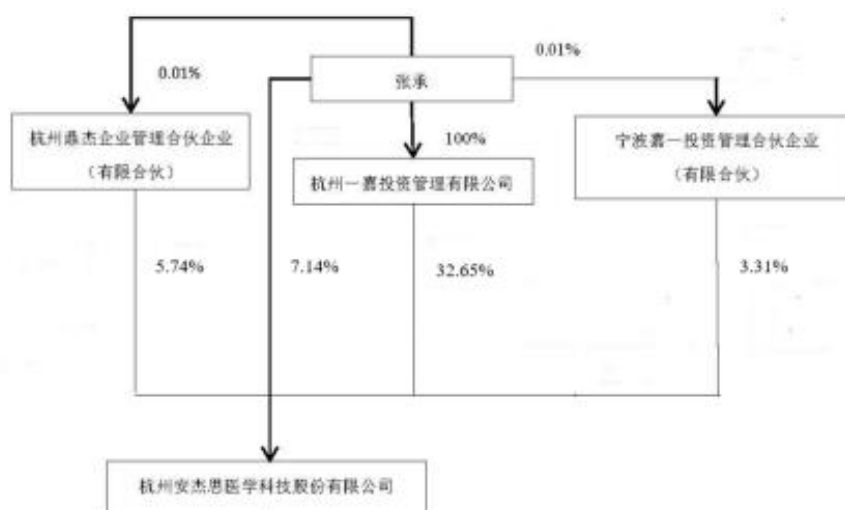 0.01%
0.01%
张承
杭州鼎杰企业管理合伙企业
（有限合伙）
100%
宁波嘉一投资管理合伙企业
（有限合伙）
杭州一嘉投资管理有限公司
5.74%
7.14%
32.65%
3.31%
杭州安杰思医学科技股份有限公司